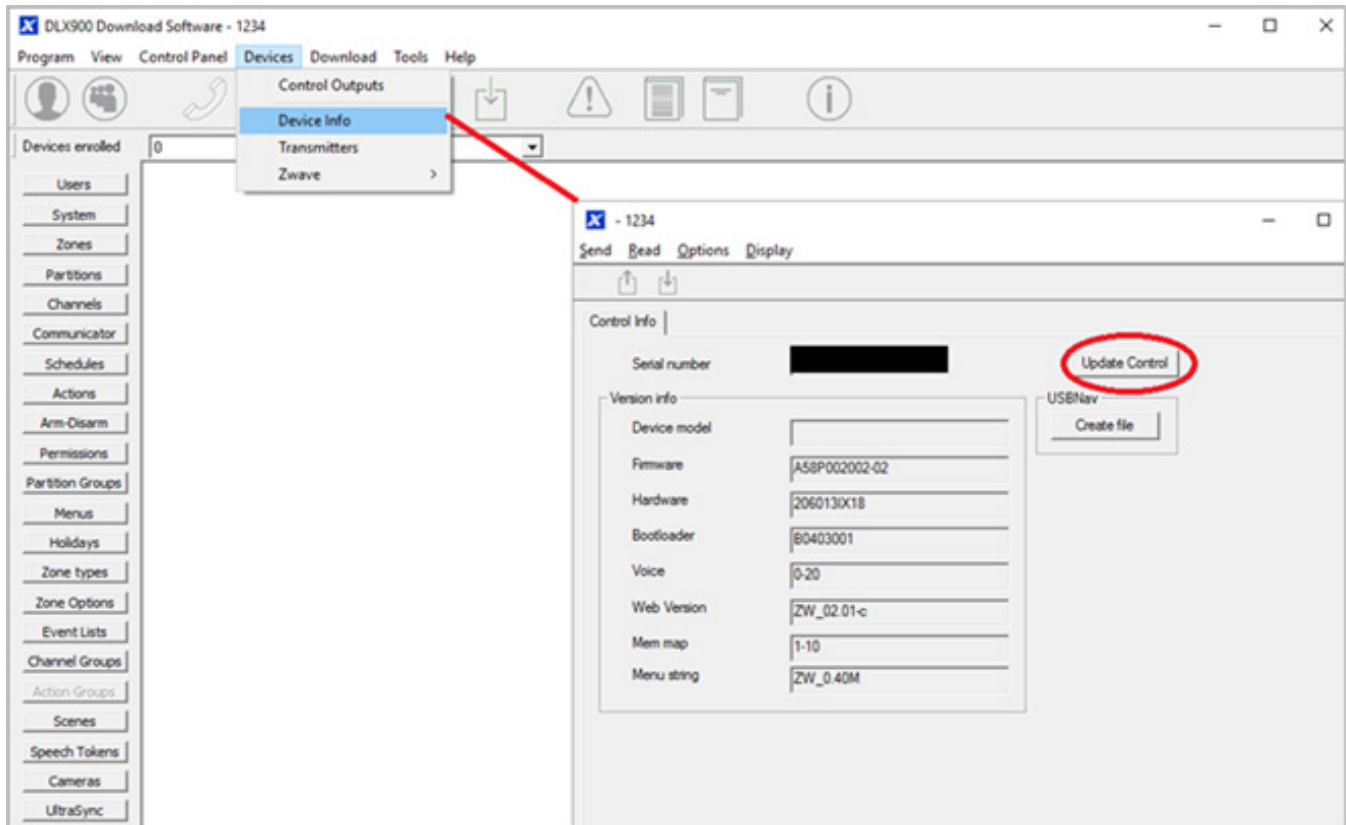 DLX900 Download Software - 1234
Program View Control Panel Devices Download Tools Help
Control Outputs
Device Info
Transmitters
Zwave
Devices enrolled 0
Users
System
Zones
Partitions
Channels
Communicator
Schedules
Actions
Arm-Disarm
Permissions
Partition Groups
Menus
Holidays
Zone types
Zone Options
Event Lists
Channel Groups
Action Groups
Scenes
Speech Tokens
Cameras
UltraSync
- 1234
Send Read Options Display
Control Info
Serial number
Update Control
Version info
USBNav
Device model
Create file
Firmware A58P002002-02
Hardware 206013IX18
Bootloader B0403001
Voice 0-20
Web Version ZW_02.01-c
Mem map 1-10
Menu string ZW_0.40M